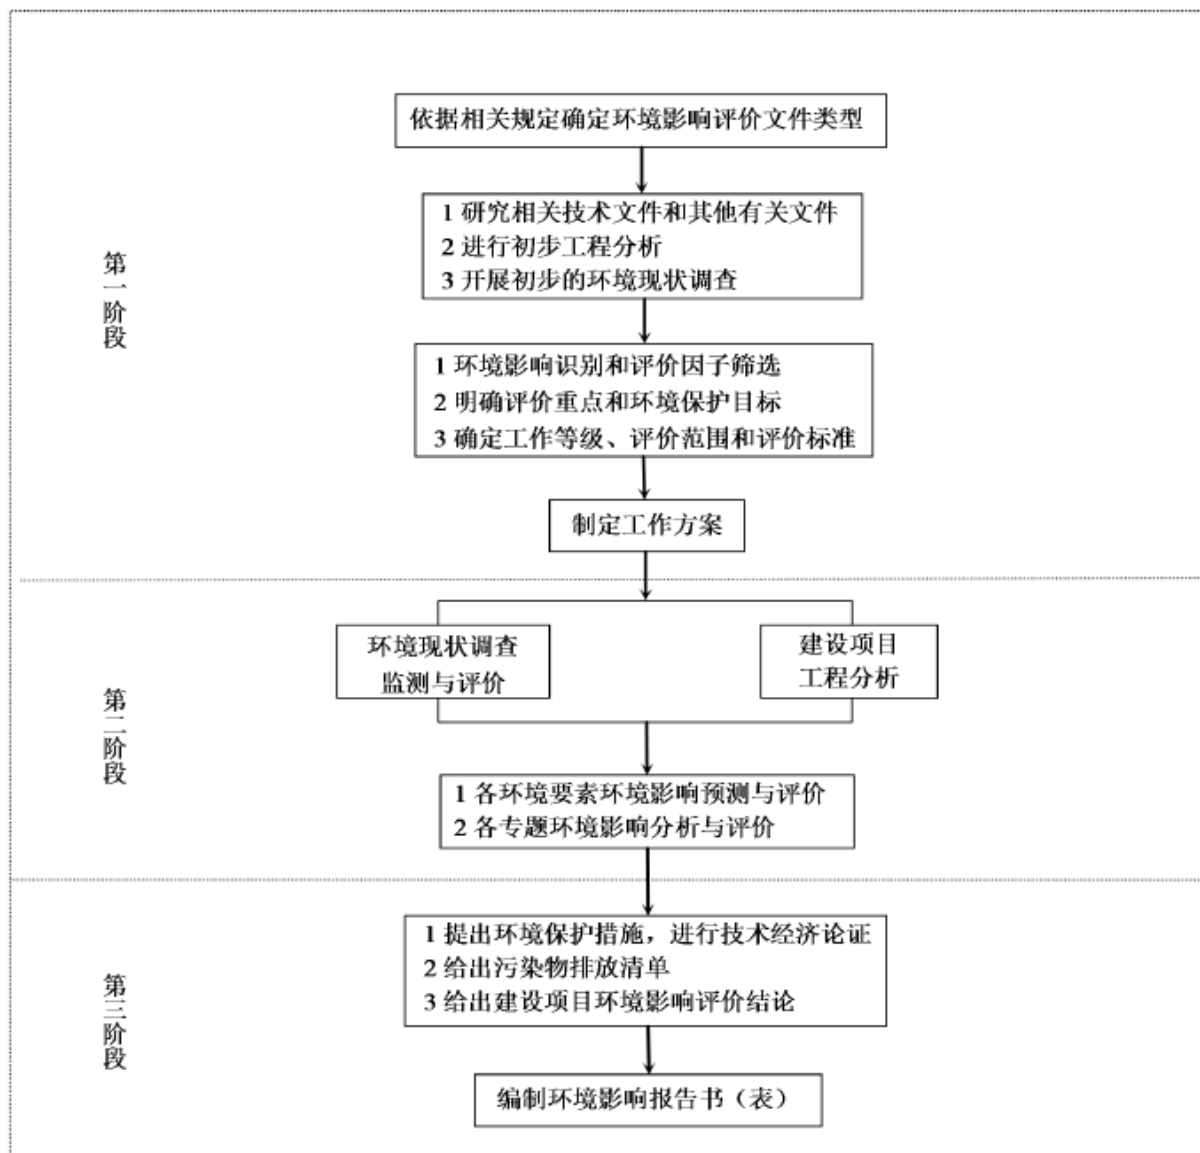 依据相关规定确定环境影响评价文件类型
1 研究相关技术文件和其他有关文件
2 进行初步工程分析
3 开展初步的环境现状调查
第一阶段
1 环境影响识别和评价因子筛选
2 明确评价重点和环境保护目标
3 确定工作等级、评价范围和评价标准
制定工作方案
环境现状调查
监测与评价
建设项目
工程分析
第二阶段
1 各环境要素环境影响预测与评价
2 各专题环境影响分析与评价
1 提出环境保护措施，进行技术经济论证
2 给出污染物排放清单
3 给出建设项目环境影响评价结论
第三阶段
编制环境影响报告书（表）